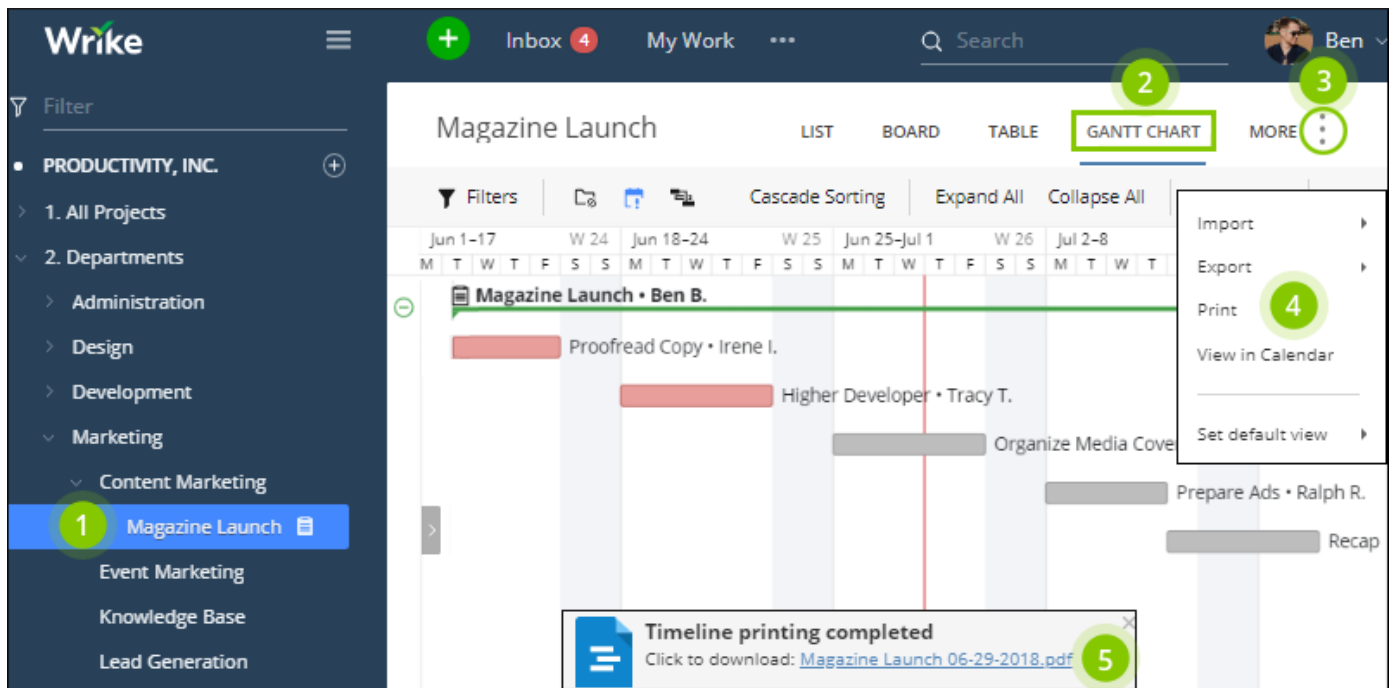 Wrike
Inbox 4 My Work ••• Search Ben
Filter
PRODUCTIVITY, INC.
1. All Projects
2. Departments
Administration
Design
Development
Marketing
Content Marketing
1 Magazine Launch
Event Marketing
Knowledge Base
Lead Generation
2 3
Magazine Launch LIST BOARD TABLE GANTT CHART MORE
Filters Cascade Sorting Expand All Collapse All
Jun 1–17 W 24 Jun 18–24 W 25 Jun 25–Jul 1 W 26 Jul 2–8
M T W T F S S M T W T F S S M T W T F S S M T W T
Magazine Launch • Ben B.
Proofread Copy • Irene I.
Higher Developer • Tracy T.
Organize Media Cove
Prepare Ads • Ralph R.
Recap
Import
Export
Print 4
View in Calendar
Set default view
Timeline printing completed
Click to download: Magazine Launch 06-29-2018.pdf 5